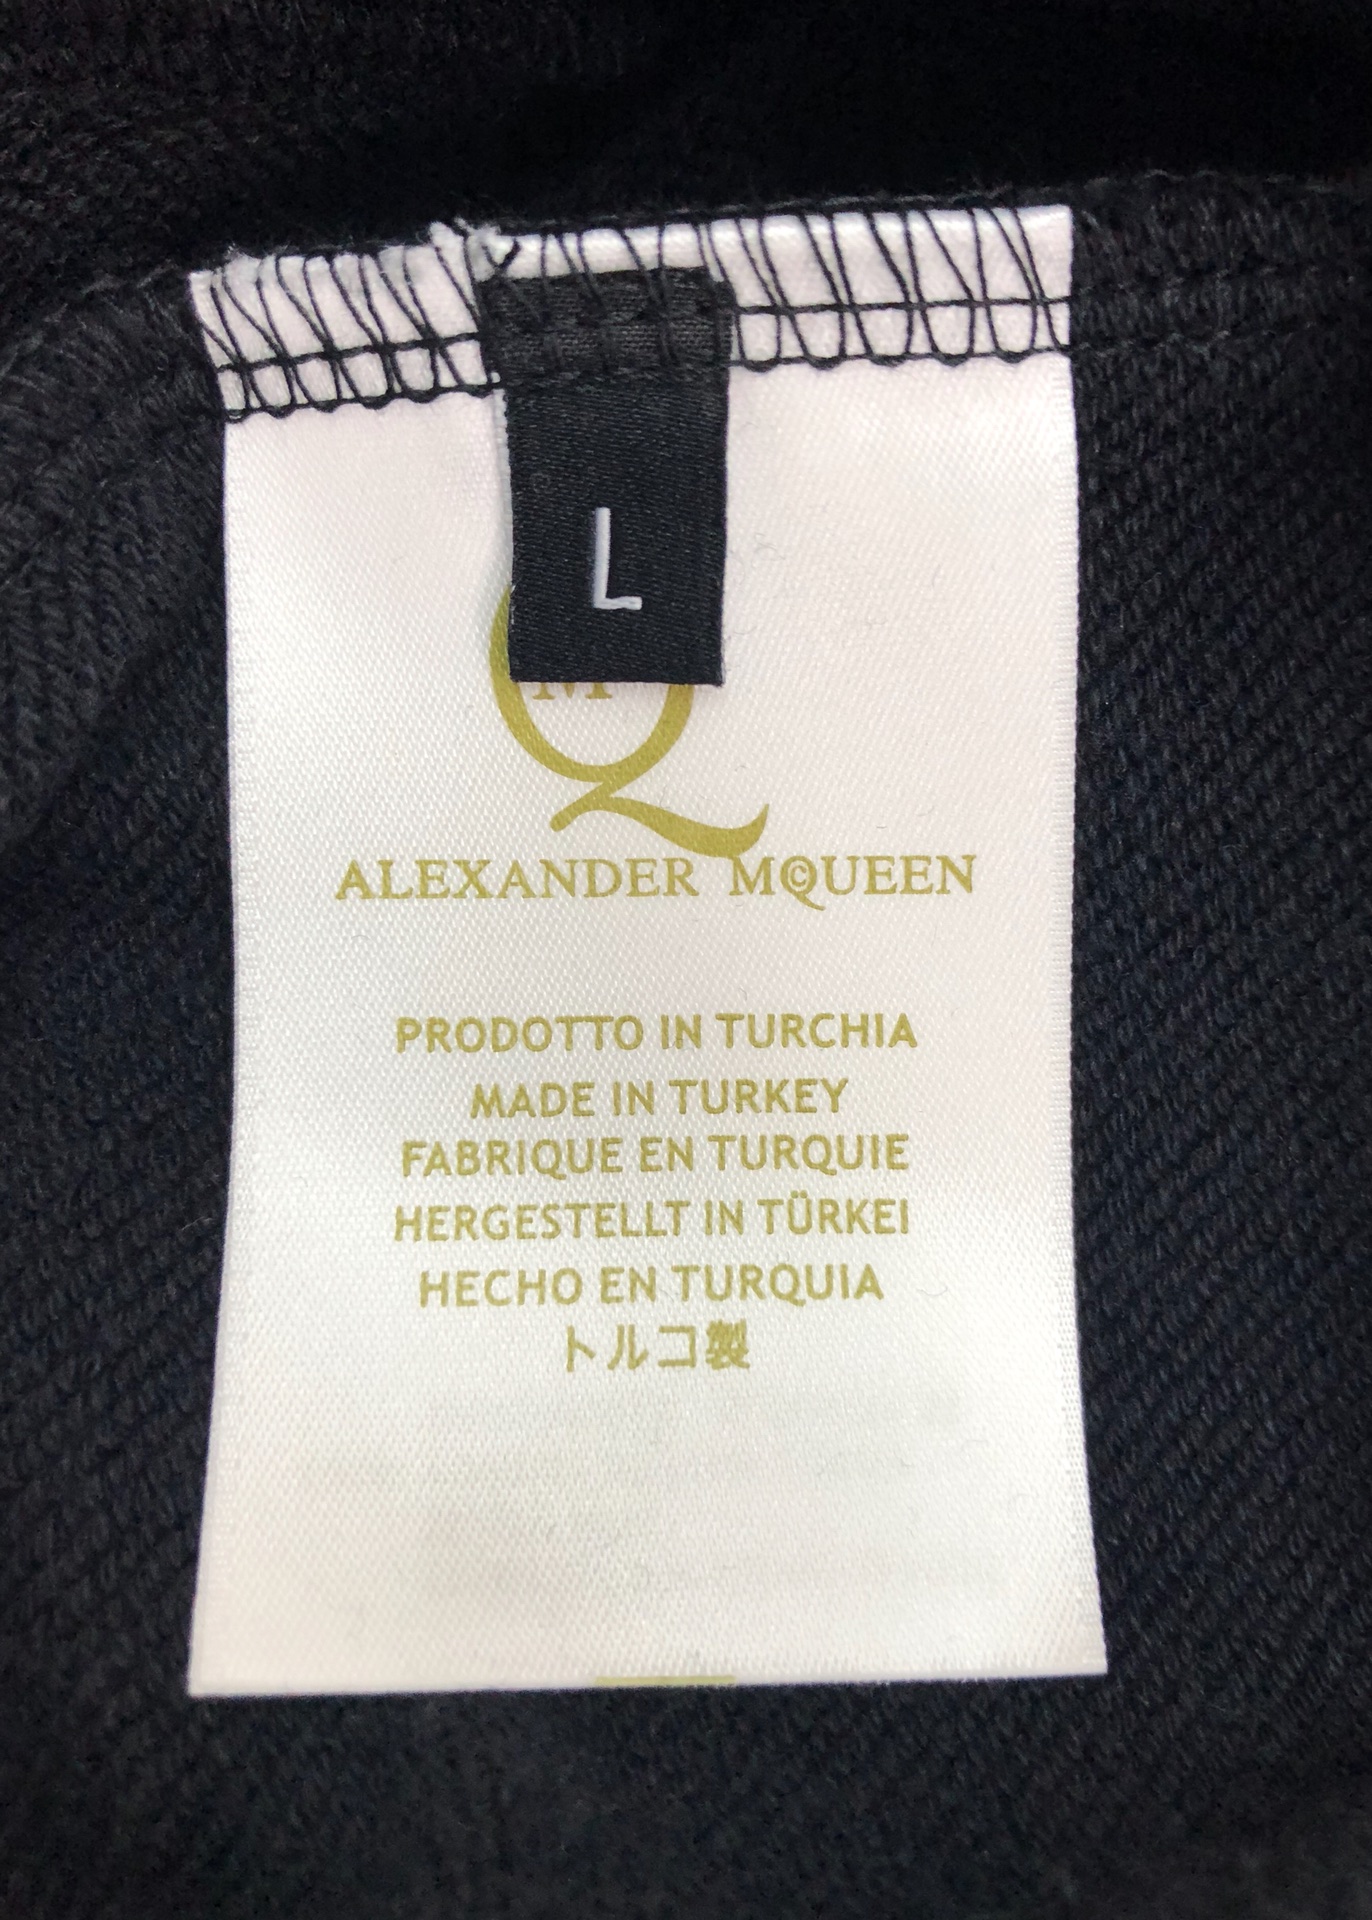 L
MQ
ALEXANDER MCQUEEN
PRODOTTO IN TURCHIA
MADE IN TURKEY
FABRIQUE EN TURQUIE
HERGESTELLT IN TÜRKEI
HECHO EN TURQUIA
トルコ製